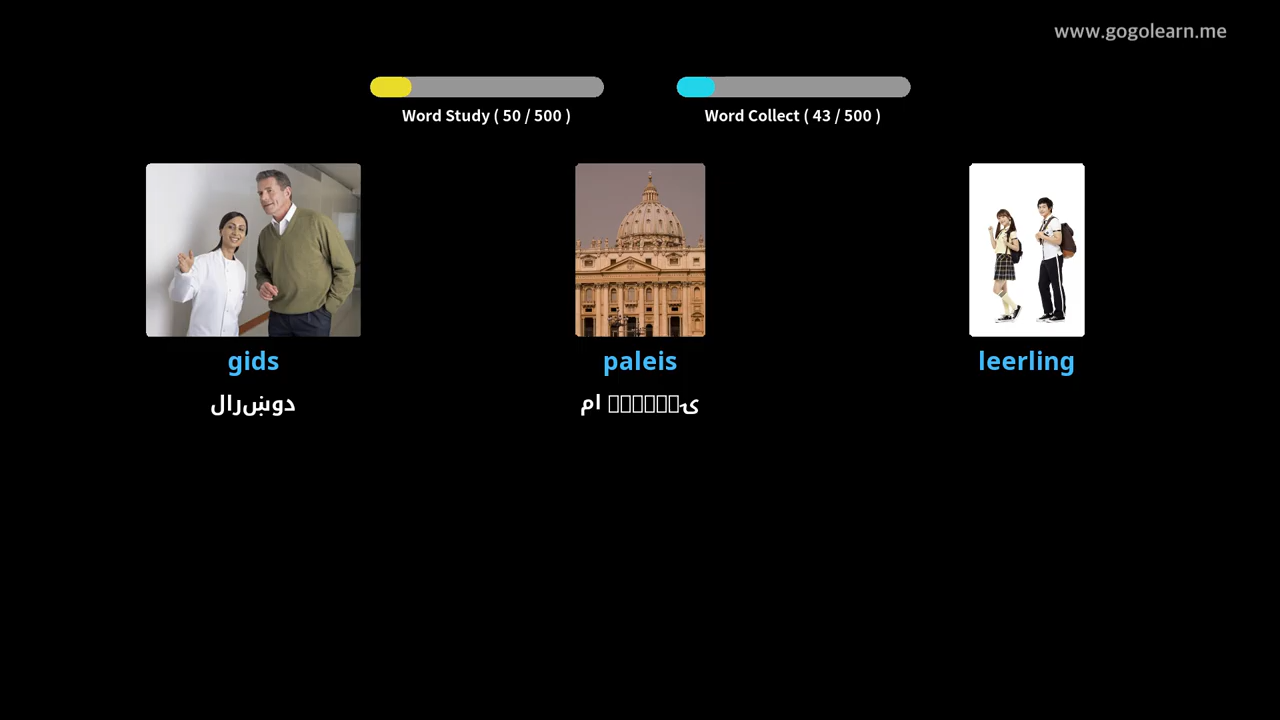 www.gogolearn.me
Word Study ( 50 / 500 )
Word Collect ( 43 / 500 )
gids
paleis
leerling
دوښرال